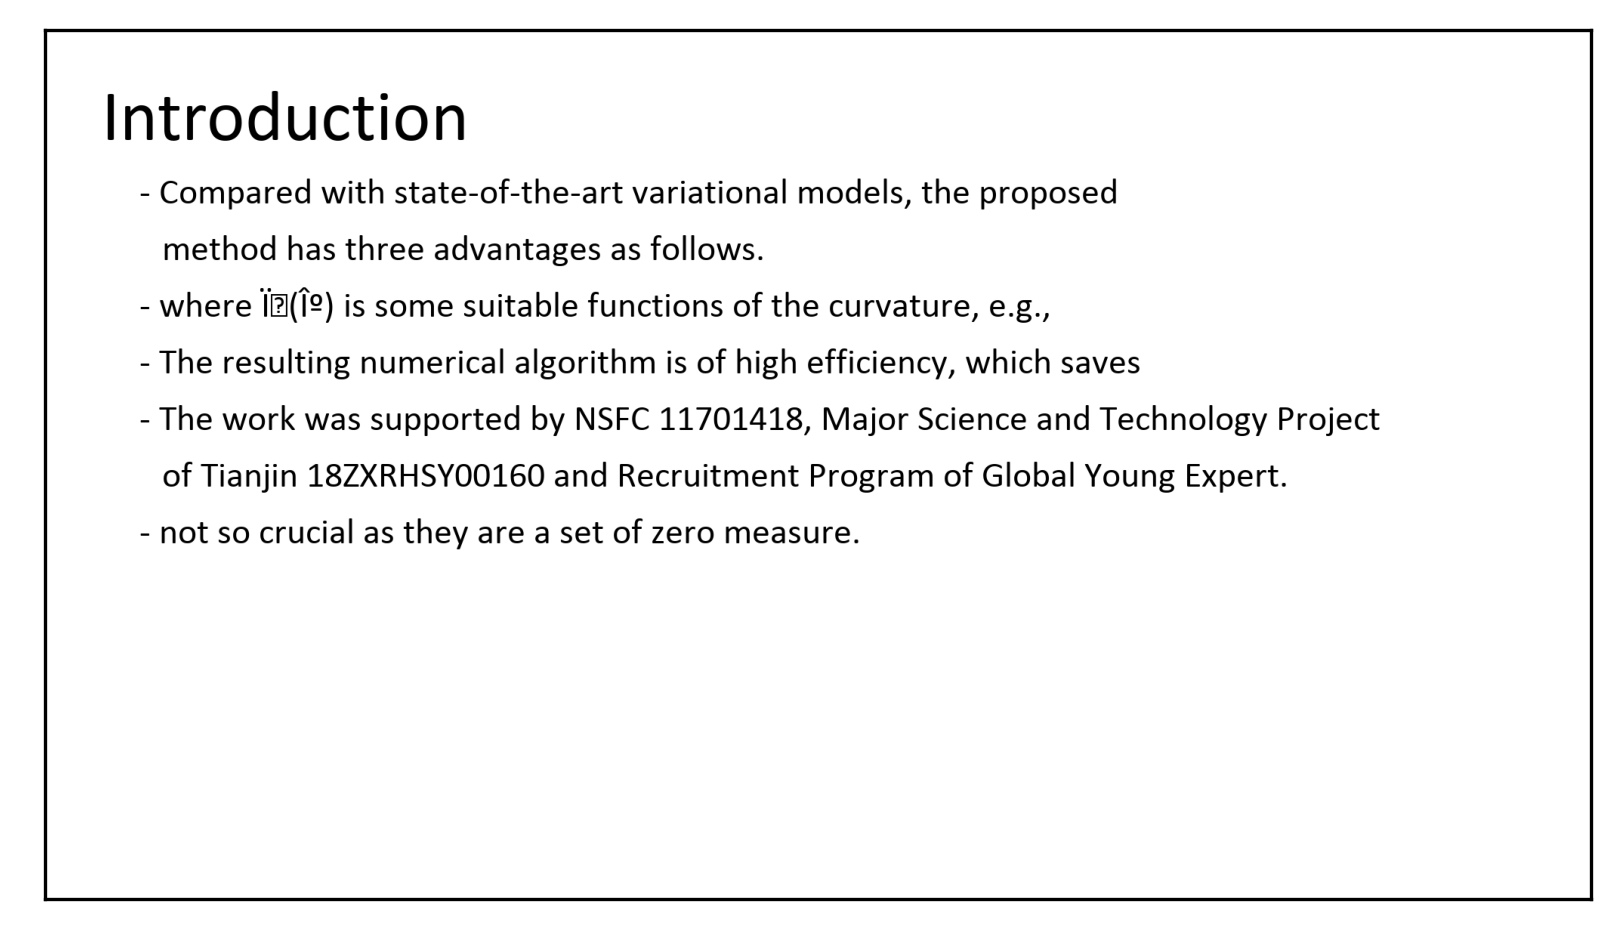 Introduction
- Compared with state-of-the-art variational models, the proposed
method has three advantages as follows.
- where Ï�(Îº) is some suitable functions of the curvature, e.g.,
- The resulting numerical algorithm is of high efficiency, which saves
- The work was supported by NSFC 11701418, Major Science and Technology Project
of Tianjin 18ZXRHSY00160 and Recruitment Program of Global Young Expert.
- not so crucial as they are a set of zero measure.